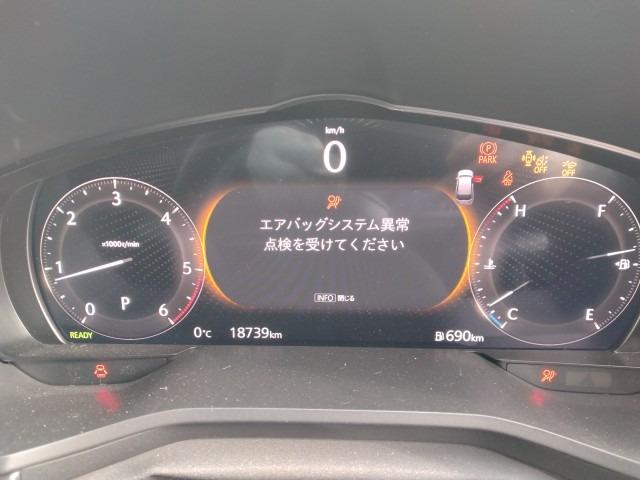 km/h
0
PARK
OFF
OFF
エアバッグシステム異常
点検を受けてください
INFO 閉じる
0 1 2 3 4 5 6
x1000r/min
P
READY
0℃
18739km
690km
H
C
F
E